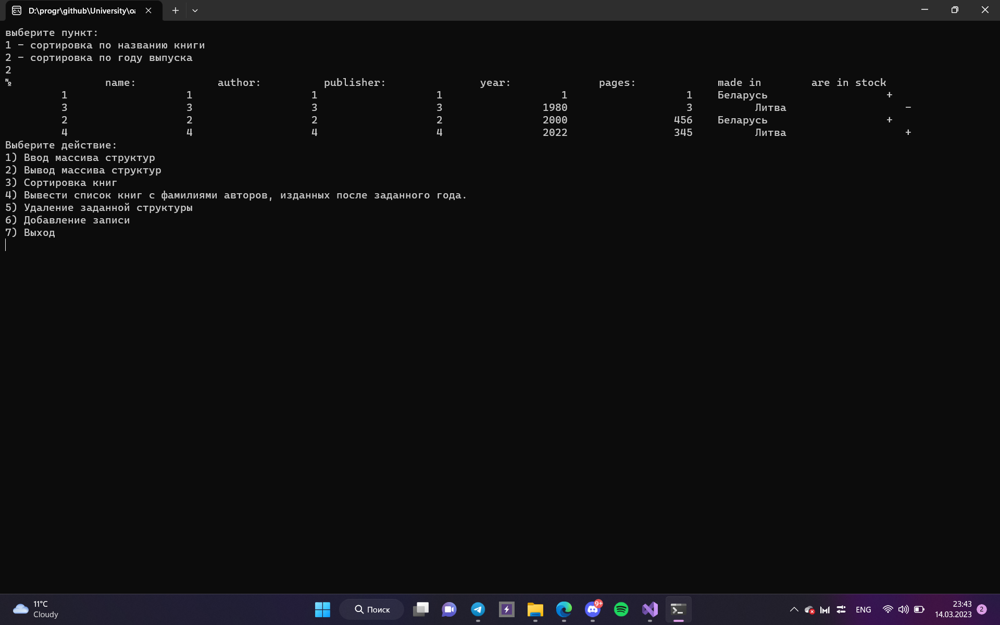 D:\progr\github\University\oa
выберите пункт:
1 - сортировка по названию книги
2 - сортировка по году выпуска
2
№ name: author: publisher: year: pages: made in are in stock
1 1 1 1 1 1 Беларусь +
3 3 3 3 1980 3 Литва -
2 2 2 2 2000 456 Беларусь +
4 4 4 4 2022 345 Литва +
Выберите действие:
1) Ввод массива структур
2) Вывод массива структур
3) Сортировка книг
4) Вывести список книг с фамилиями авторов, изданных после заданного года.
5) Удаление заданной структуры
6) Добавление записи
7) Выход
11°C
Cloudy
Поиск
9+
ENG
23:43
14.03.2023
2